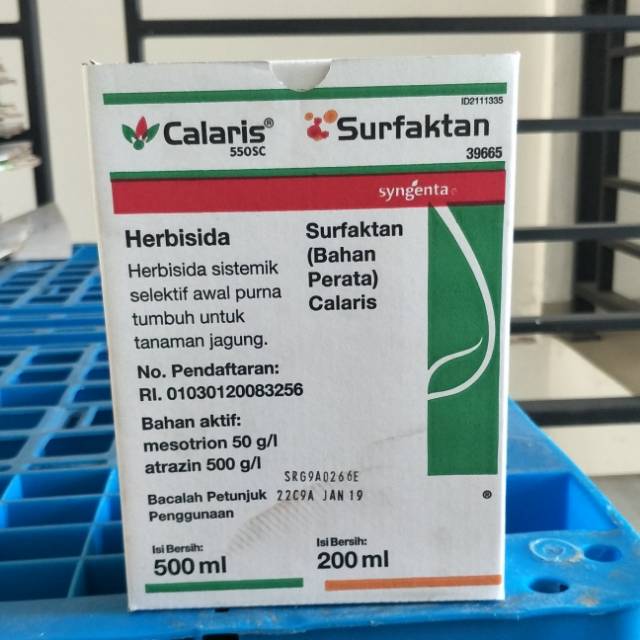 ID2111335
Calaris®
550SC
Surfaktan
39665
syngenta
Herbisida
Herbisida sistemik
selektif awal purna
tumbuh untuk
tanaman jagung.
Surfaktan
(Bahan
Perata)
Calaris
No. Pendaftaran:
RI. 01030120083256
Bahan aktif:
mesotrion 50 g/l
atrazin 500 g/l
SRG9A0266E
Bacalah Petunjuk
Penggunaan
22C9A JAN 19
®
Isi Bersih:
500 ml
Isi Bersih:
200 ml